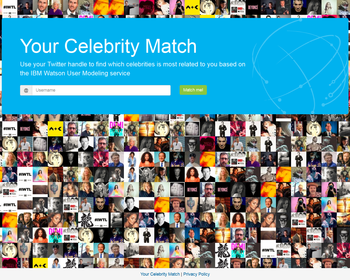 Your Celebrity Match
Use your Twitter handle to find which celebrities is most related to you based on
the IBM Watson User Modeling service
@ Username
Match me!
Your Celebrity Match | Privacy Policy